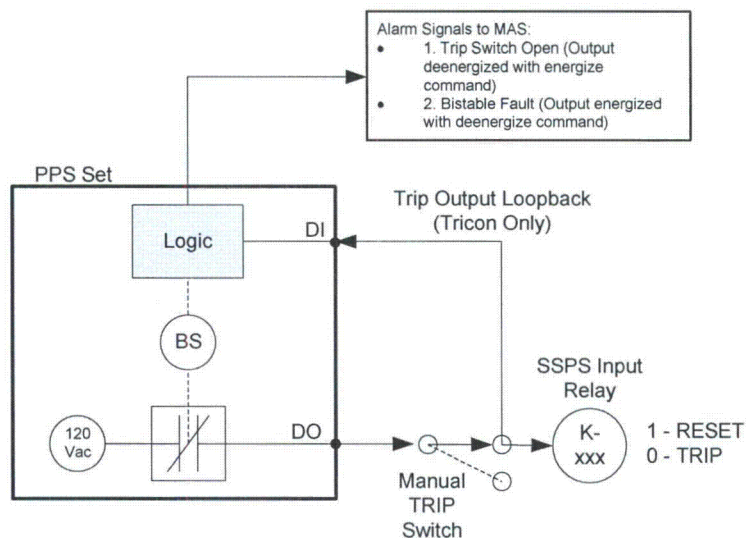 Alarm Signals to MAS:
• 1. Trip Switch Open (Output
deenergized with energize
command)
• 2. Bistable Fault (Output energized
with deenergize command)
PPS Set
Trip Output Loopback
(Tricon Only)
Logic
DI
BS
SSPS Input
Relay
120
Vac
DO
K-
xxx
1 - RESET
0 - TRIP
Manual
TRIP
Switch